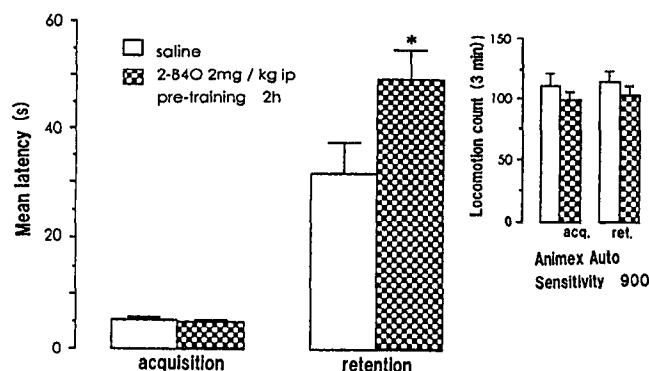 60
40
20
0
Mean latency (s)
saline
2-B4O 2mg / kg ip
pre-training 2h
*
acquisition
retention
150
100
50
0
Locomotion count (3 min))
acq.
ret.
Animex Auto
Sensitivity 900